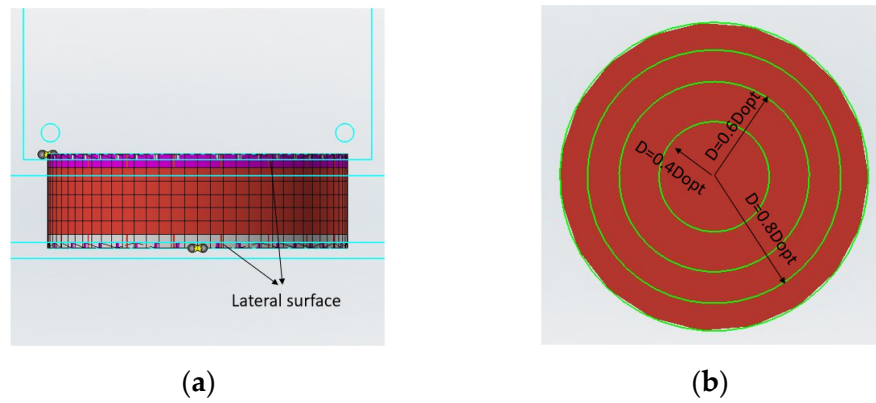 Lateral surface
D=0.6Dopt
D=0.4Dopt
D=0.8Dopt
(a)
(b)